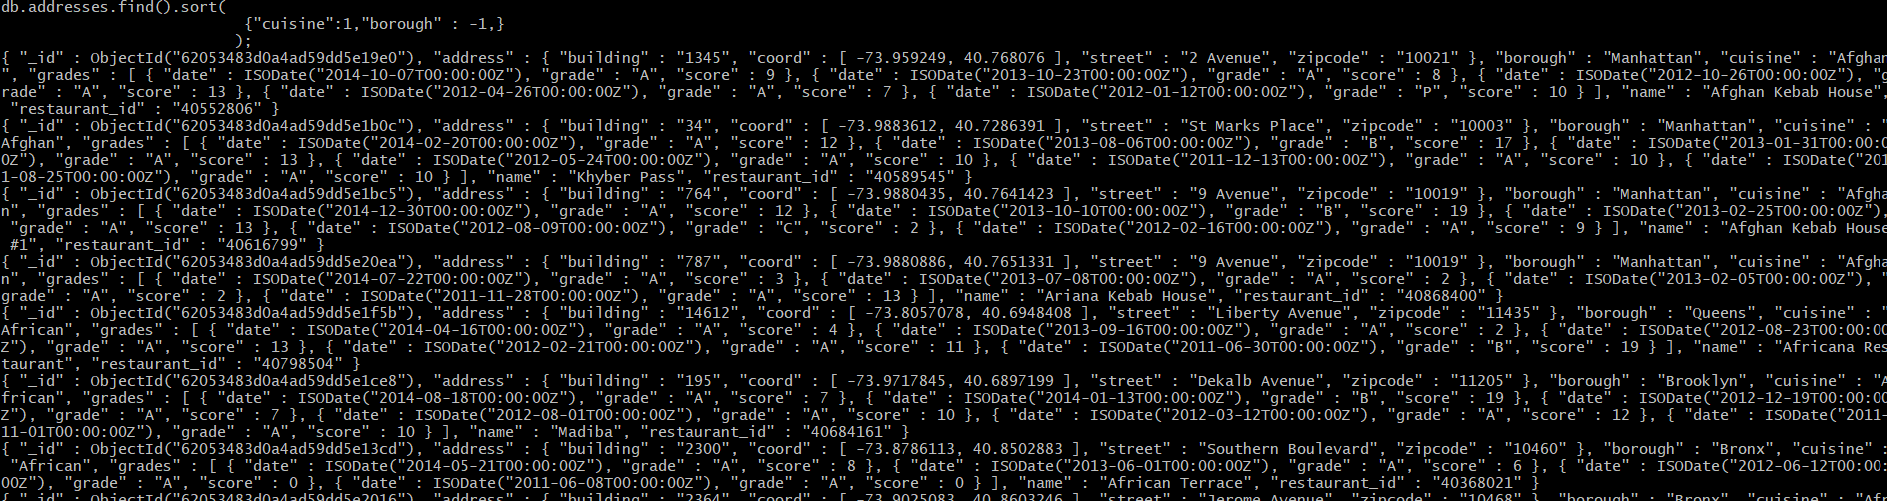 db.addresses.find().sort(
{"cuisine":1,"borough" : -1,}
);
{ "_id" : ObjectId("62053483d0a4ad59dd5e19e0"), "address" : { "building" : "1345", "coord" : [ -73.959249, 40.768076 ], "street" : "2 Avenue", "zipcode" : "10021" }, "borough" : "Manhattan", "cuisine" : "Afghan
", "grades" : [ { "date" : ISODate("2014-10-07T00:00:00Z"), "grade" : "A", "score" : 9 }, { "date" : ISODate("2013-10-23T00:00:00Z"), "grade" : "A", "score" : 8 }, { "date" : ISODate("2012-10-26T00:00:00Z"), "g
rade" : "A", "score" : 13 }, { "date" : ISODate("2012-04-26T00:00:00Z"), "grade" : "A", "score" : 7 }, { "date" : ISODate("2012-01-12T00:00:00Z"), "grade" : "P", "score" : 10 } ], "name" : "Afghan Kebab House",
"restaurant_id" : "40552806" }
{ "_id" : ObjectId("62053483d0a4ad59dd5e1b0c"), "address" : { "building" : "34", "coord" : [ -73.9883612, 40.7286391 ], "street" : "St Marks Place", "zipcode" : "10003" }, "borough" : "Manhattan", "cuisine" : "
Afghan", "grades" : [ { "date" : ISODate("2014-02-20T00:00:00Z"), "grade" : "A", "score" : 12 }, { "date" : ISODate("2013-08-06T00:00:00Z"), "grade" : "B", "score" : 17 }, { "date" : ISODate("2013-01-31T00:00:0
0Z"), "grade" : "A", "score" : 13 }, { "date" : ISODate("2012-05-24T00:00:00Z"), "grade" : "A", "score" : 10 }, { "date" : ISODate("2011-12-13T00:00:00Z"), "grade" : "A", "score" : 10 }, { "date" : ISODate("201
1-08-25T00:00:00Z"), "grade" : "A", "score" : 10 } ], "name" : "Khyber Pass", "restaurant_id" : "40589545" }
{ "_id" : ObjectId("62053483d0a4ad59dd5e1bc5"), "address" : { "building" : "764", "coord" : [ -73.9880435, 40.7641423 ], "street" : "9 Avenue", "zipcode" : "10019" }, "borough" : "Manhattan", "cuisine" : "Afgha
n", "grades" : [ { "date" : ISODate("2014-12-30T00:00:00Z"), "grade" : "A", "score" : 12 }, { "date" : ISODate("2013-10-10T00:00:00Z"), "grade" : "B", "score" : 19 }, { "date" : ISODate("2013-02-25T00:00:00Z"),
"grade" : "A", "score" : 13 }, { "date" : ISODate("2012-08-09T00:00:00Z"), "grade" : "C", "score" : 2 }, { "date" : ISODate("2012-02-16T00:00:00Z"), "grade" : "A", "score" : 9 } ], "name" : "Afghan Kebab House
#1", "restaurant_id" : "40616799" }
{ "_id" : ObjectId("62053483d0a4ad59dd5e20ea"), "address" : { "building" : "787", "coord" : [ -73.9880886, 40.7651331 ], "street" : "9 Avenue", "zipcode" : "10019" }, "borough" : "Manhattan", "cuisine" : "Afgha
n", "grades" : [ { "date" : ISODate("2014-07-22T00:00:00Z"), "grade" : "A", "score" : 3 }, { "date" : ISODate("2013-07-08T00:00:00Z"), "grade" : "A", "score" : 2 }, { "date" : ISODate("2013-02-05T00:00:00Z"), "
grade" : "A", "score" : 2 }, { "date" : ISODate("2011-11-28T00:00:00Z"), "grade" : "A", "score" : 13 } ], "name" : "Ariana Kebab House", "restaurant_id" : "40868400" }
{ "_id" : ObjectId("62053483d0a4ad59dd5e1f5b"), "address" : { "building" : "14612", "coord" : [ -73.8057078, 40.6948408 ], "street" : "Liberty Avenue", "zipcode" : "11435" }, "borough" : "Queens", "cuisine" : "
African", "grades" : [ { "date" : ISODate("2014-04-16T00:00:00Z"), "grade" : "A", "score" : 4 }, { "date" : ISODate("2013-09-16T00:00:00Z"), "grade" : "A", "score" : 2 }, { "date" : ISODate("2012-08-23T00:00:00
Z"), "grade" : "A", "score" : 13 }, { "date" : ISODate("2012-02-21T00:00:00Z"), "grade" : "A", "score" : 11 }, { "date" : ISODate("2011-06-30T00:00:00Z"), "grade" : "B", "score" : 19 } ], "name" : "Africana Res
taurant", "restaurant_id" : "40798504" }
{ "_id" : ObjectId("62053483d0a4ad59dd5e1ce8"), "address" : { "building" : "195", "coord" : [ -73.9717845, 40.6897199 ], "street" : "Dekalb Avenue", "zipcode" : "11205" }, "borough" : "Brooklyn", "cuisine" : "A
frican", "grades" : [ { "date" : ISODate("2014-08-18T00:00:00Z"), "grade" : "A", "score" : 7 }, { "date" : ISODate("2014-01-13T00:00:00Z"), "grade" : "B", "score" : 19 }, { "date" : ISODate("2012-12-19T00:00:00
Z"), "grade" : "A", "score" : 7 }, { "date" : ISODate("2012-08-01T00:00:00Z"), "grade" : "A", "score" : 10 }, { "date" : ISODate("2012-03-12T00:00:00Z"), "grade" : "A", "score" : 12 }, { "date" : ISODate("2011-
11-01T00:00:00Z"), "grade" : "A", "score" : 10 } ], "name" : "Madiba", "restaurant_id" : "40684161" }
{ "_id" : ObjectId("62053483d0a4ad59dd5e13cd"), "address" : { "building" : "2300", "coord" : [ -73.8786113, 40.8502883 ], "street" : "Southern Boulevard", "zipcode" : "10460" }, "borough" : "Bronx", "cuisine" :
"African", "grades" : [ { "date" : ISODate("2014-05-21T00:00:00Z"), "grade" : "A", "score" : 8 }, { "date" : ISODate("2013-06-01T00:00:00Z"), "grade" : "A", "score" : 6 }, { "date" : ISODate("2012-06-12T00:00:
00Z"), "grade" : "A", "score" : 0 }, { "date" : ISODate("2011-06-08T00:00:00Z"), "grade" : "A", "score" : 0 } ], "name" : "African Terrace", "restaurant_id" : "40368021" }
{ "_id" : ObjectId("62053483d0a4ad59dd5e2016"), "address" : { "building" : "2364", "coord" : [ -73.9025083, 40.8603246 ], "street" : "Jerome Avenue", "zipcode" : "10468" }, "borough" : "Bronx", "cuisine" : "Afr